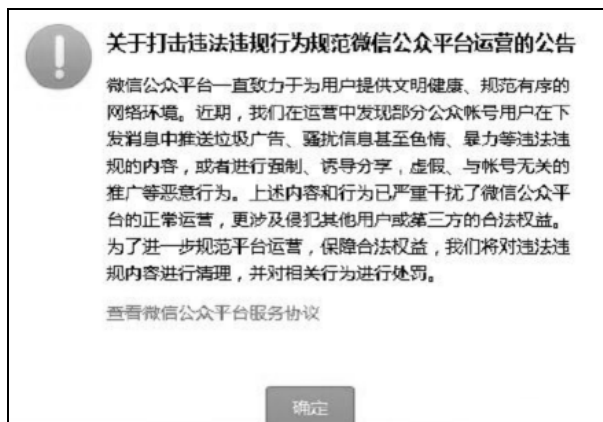 关于打击违法违规行为规范微信公众平台运营的公告
微信公众平台一直致力于为用户提供文明健康、规范有序的
网络环境。近期，我们在运营中发现部分公众帐号用户在下
发消息中推送垃圾广告、骚扰信息甚至色情、暴力等违法违
规的内容，或者进行强制、诱导分享，虚假、与帐号无关的
推广等恶意行为。上述内容和行为已严重干扰了微信公众平
台的正常运营，更涉及侵犯其他用户或第三方的合法权益。
为了进一步规范平台运营，保障合法权益，我们将对违法违
规内容进行清理，并对相关行为进行处罚。
查看微信公众平台服务协议
确定